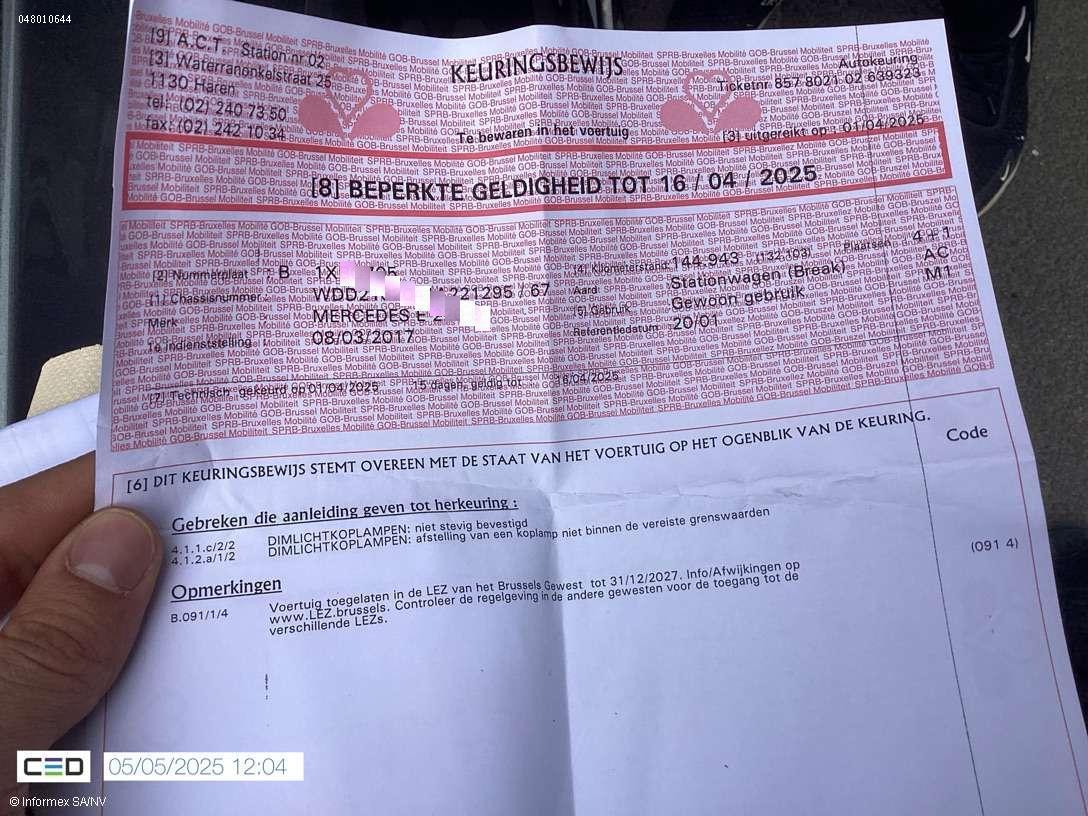 048010644
[9] A.C.T. Station nr 02
[3] Waterranonkelstraat 25
1130 Haren
tel.: (02) 240 73 50
fax: (02) 242 10 34
KEURINGSBEWIJS
Te bewaren in het voertuig
Autokeuring
Ticketnr 857 8021 02 639323
[3] uitgereikt op : 01/04/2025
[8] BEPERKTE GELDIGHEID TOT 16 / 04 / 2025
[2] Nummerplaat : B 1X
[1] Chassisnummer: WDD2 221295 / 67
Merk MERCEDES E 2
1e Indienststelling 08/03/2017
[4] Kilometerstand: 144.943 (132.109) Plaatsen 4 + 1
Aard Stationwagen (Break) AC
[5] Gebruik Gewoon gebruik M1
Referentiedatum 20/01
[7] Technisch gekeurd op 01/04/2025 15 dagen, geldig tot 16/04/2025
[6] DIT KEURINGSBEWIJS STEMT OVEREEN MET DE STAAT VAN HET VOERTUIG OP HET OGENBLIK VAN DE KEURING.
Code
Gebreken die aanleiding geven tot herkeuring :
4.1.1.c/2/2 DIMLICHTKOPLAMPEN: niet stevig bevestigd
4.1.2.a/1/2 DIMLICHTKOPLAMPEN: afstelling van een koplamp niet binnen de vereiste grenswaarden
Opmerkingen
(091 4)
B.091/1/4 Voertuig toegelaten in de LEZ van het Brussels Gewest tot 31/12/2027. Info/Afwijkingen op
www.LEZ.brussels. Controleer de regelgeving in de andere gewesten voor de toegang tot de
verschillende LEZs.
CED 05/05/2025 12:04
© Informex SA/NV